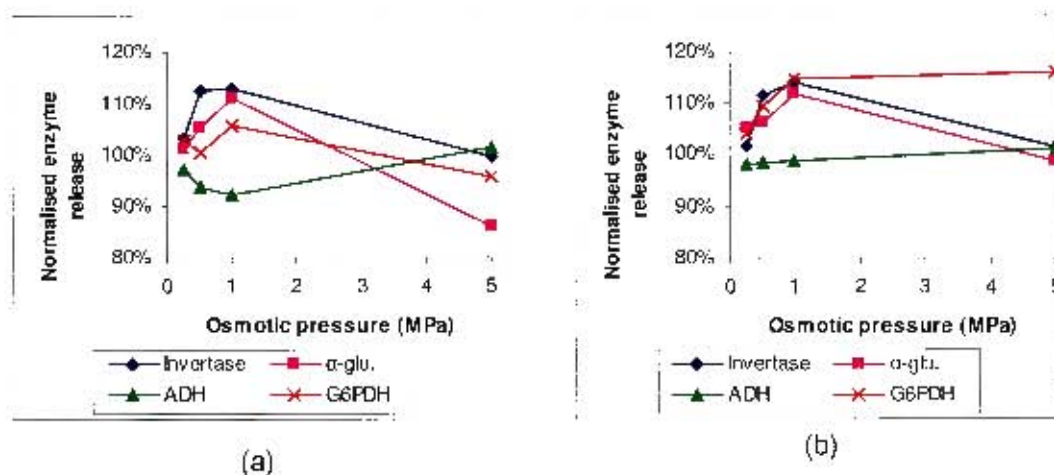 120%
110%
100%
90%
80%
Normalised enzyme
release
0 1 2 3 4 5
Osmotic pressure (MPa)
Invertase α-glu.
ADH G6PDH
(a)
120%
110%
100%
90%
80%
Normalised enzyme
release
0 1 2 3 4 5
Osmotic pressure (MPa)
Invertase α-glu.
ADH G6PDH
(b)